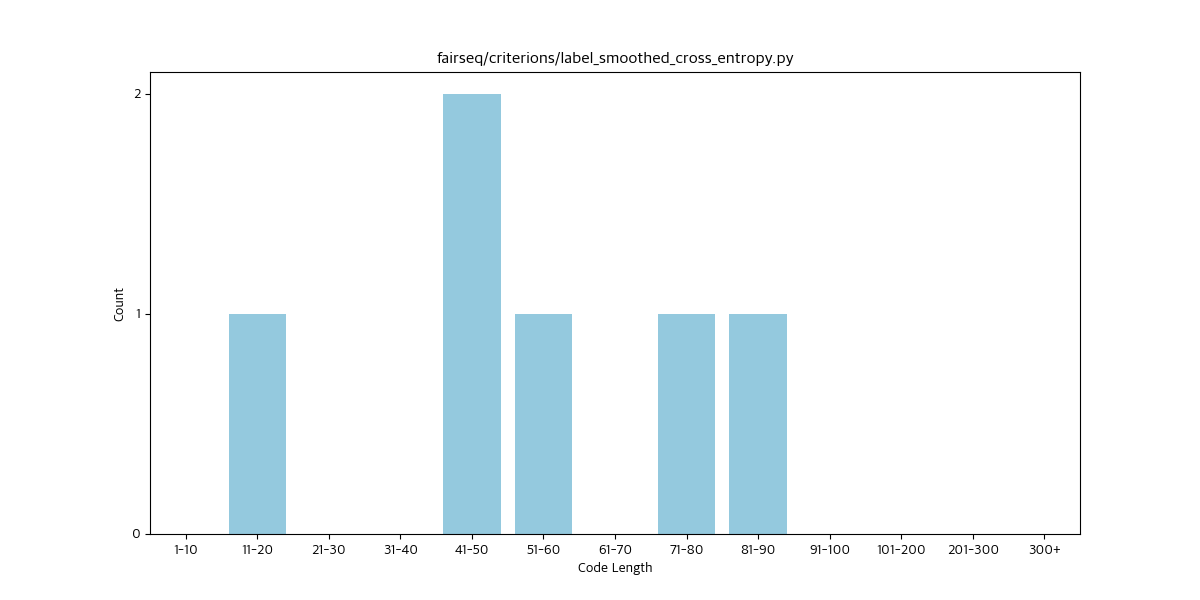 fairseq/criterions/label_smoothed_cross_entropy.py
2
1
0
Count
1-10 11-20 21-30 31-40 41-50 51-60 61-70 71-80 81-90 91-100 101-200 201-300 300+
Code Length